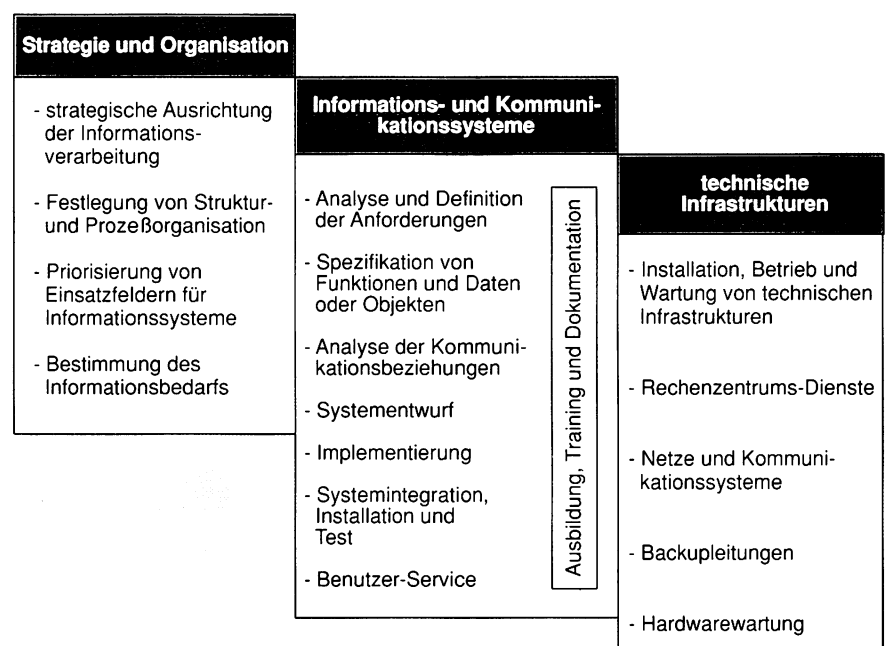 Strategie und Organisation
- strategische Ausrichtung
der Informations-
verarbeitung
- Festlegung von Struktur-
und Prozeßorganisation
- Priorisierung von
Einsatzfeldern für
Informationssysteme
- Bestimmung des
Informationsbedarfs
Informations- und Kommuni-
kationssysteme
- Analyse und Definition
der Anforderungen
- Spezifikation von
Funktionen und Daten
oder Objekten
- Analyse der Kommuni-
kationsbeziehungen
- Systementwurf
- Implementierung
- Systemintegration,
Installation und
Test
- Benutzer-Service
Ausbildung, Training und Dokumentation
technische
Infrastrukturen
- Installation, Betrieb und
Wartung von technischen
Infrastrukturen
- Rechenzentrums-Dienste
- Netze und Kommuni-
kationssysteme
- Backupleitungen
- Hardwarewartung